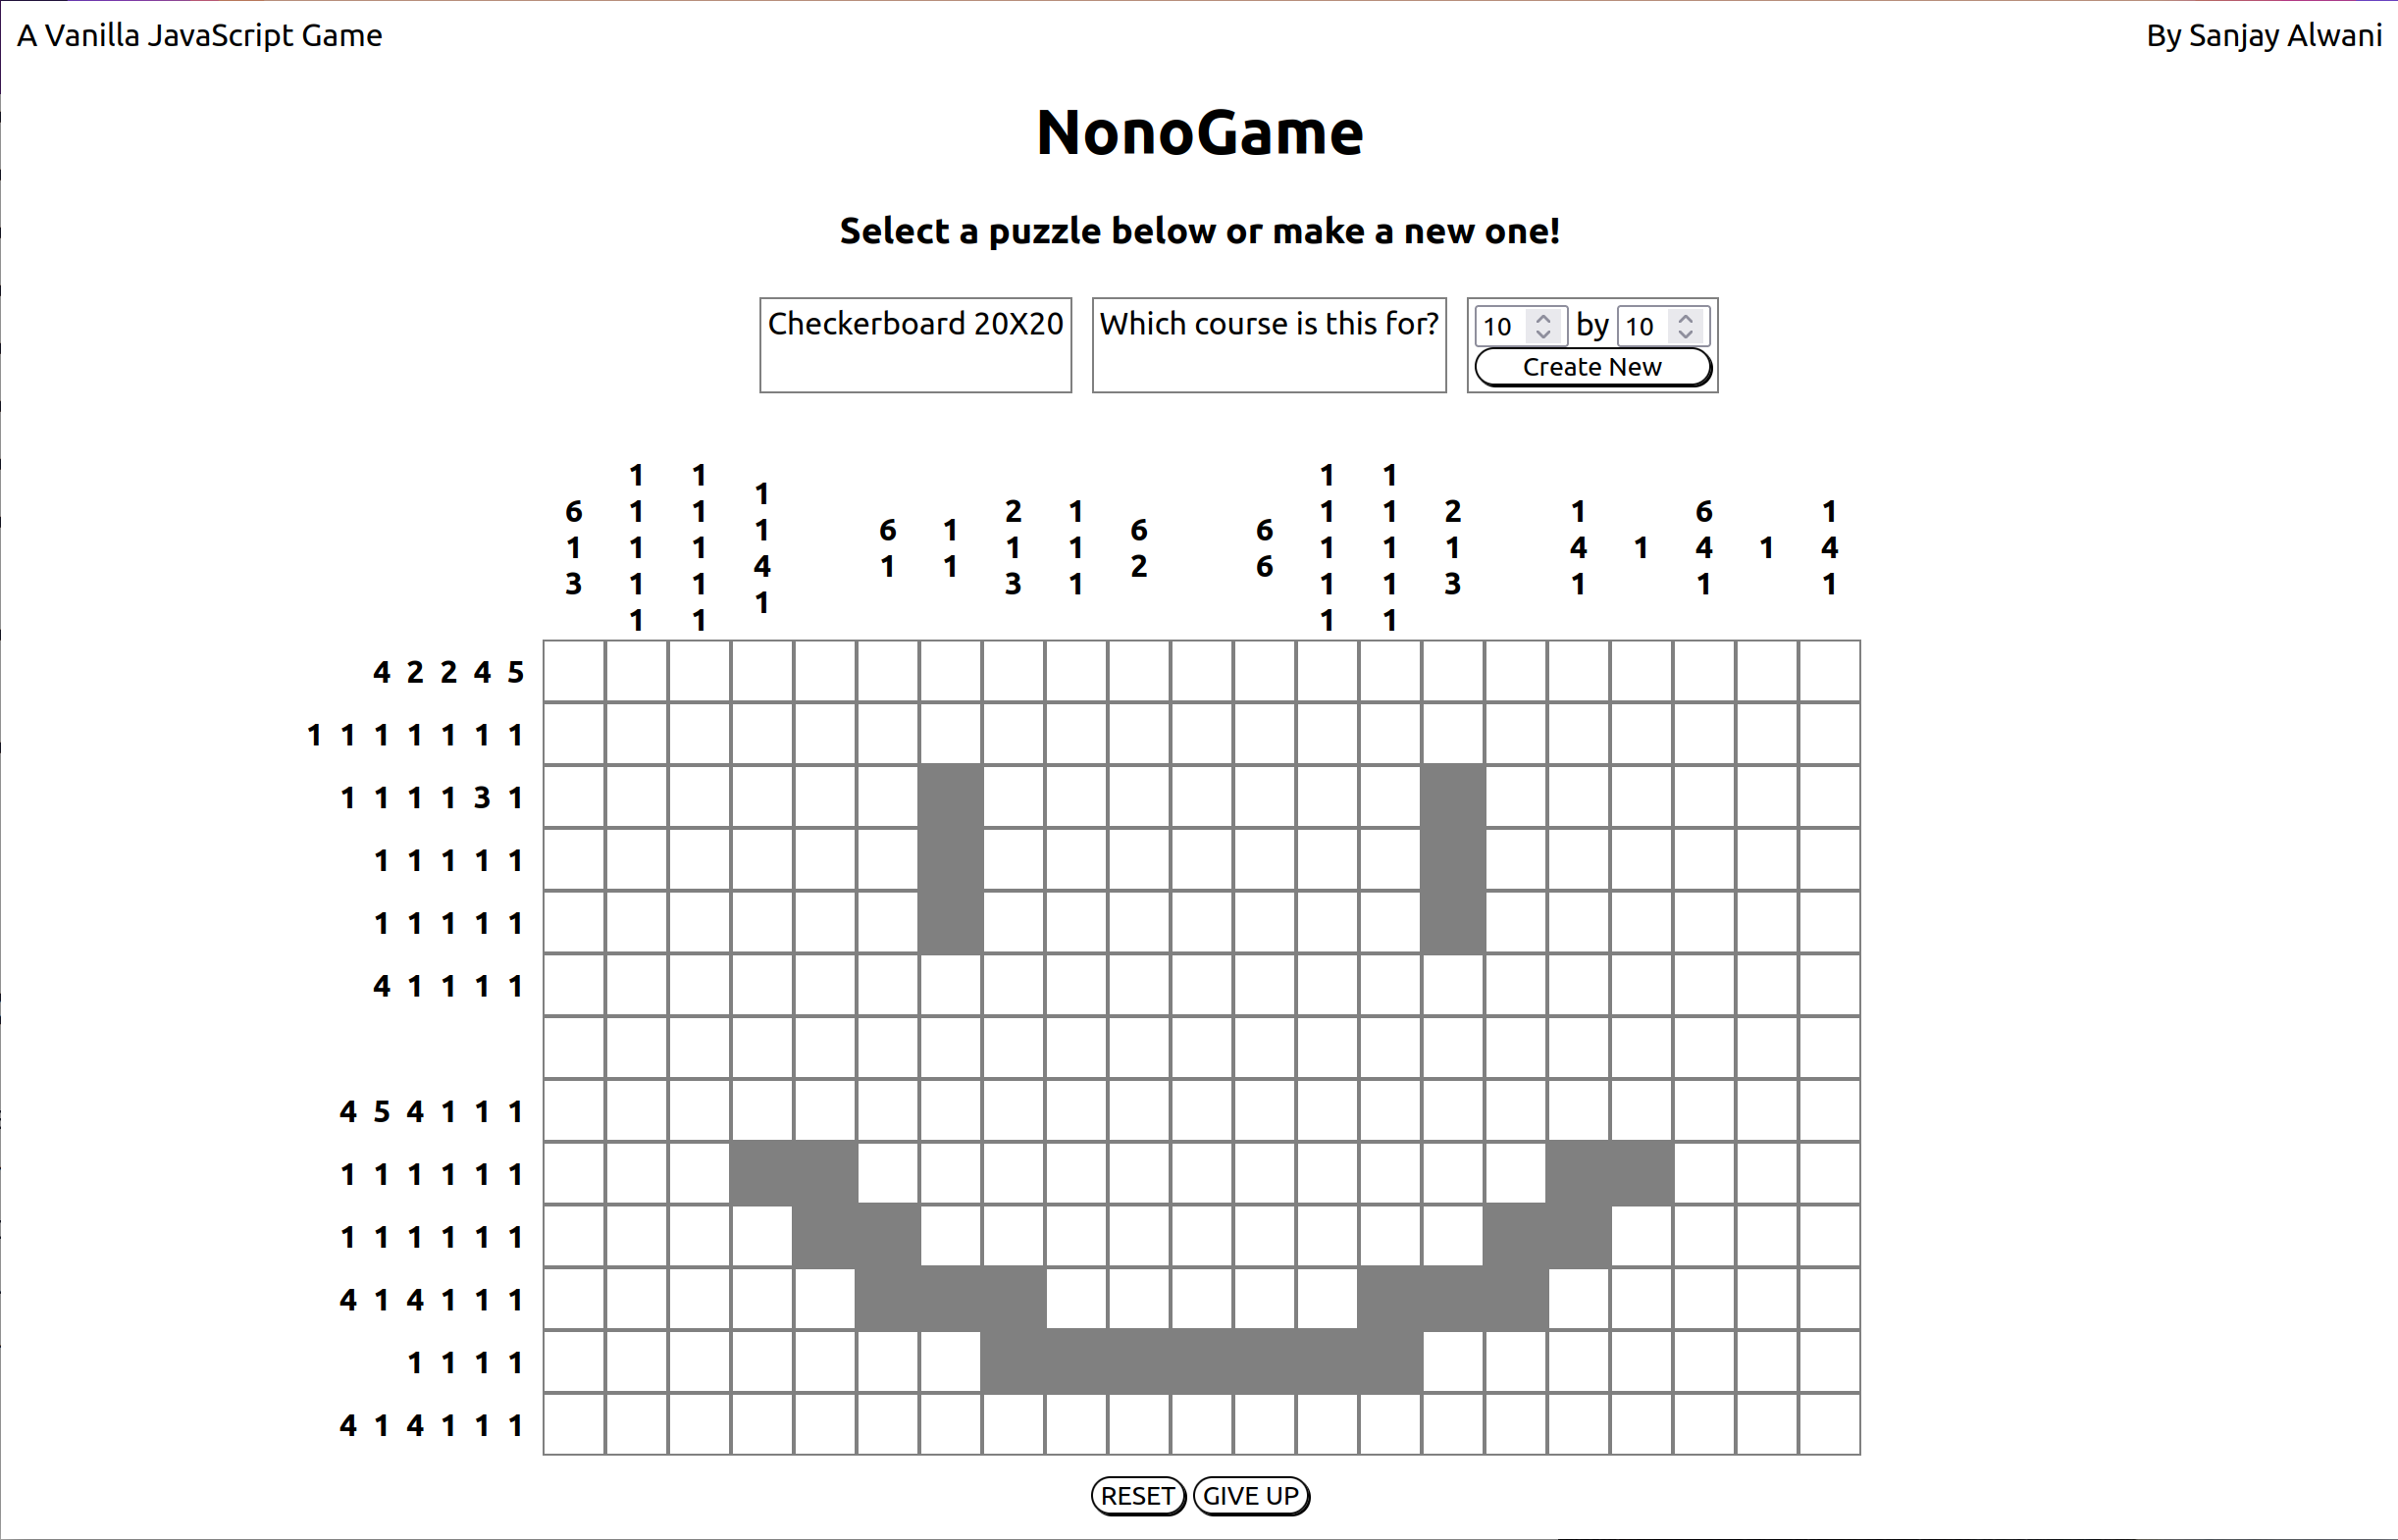 A Vanilla JavaScript Game
By Sanjay Alwani
NonoGame
Select a puzzle below or make a new one!
Checkerboard 20X20
Which course is this for?
10 by 10
Create New
6 1 3
1 1 1 1 1
1 1 1 1 1
1 1 4 1
6 1
1 1
2 1 3
1 1 1
6 2
6 6
1 1 1 1 1
1 1 1 1 1
2 1 3
1 4 1
1
6 4 1
1
1 4 1
4 2 2 4 5
1 1 1 1 1 1 1
1 1 1 1 3 1
1 1 1 1 1
1 1 1 1 1
4 1 1 1 1
4 5 4 1 1 1
1 1 1 1 1 1
1 1 1 1 1 1
4 1 4 1 1 1
1 1 1 1
4 1 4 1 1 1
RESET GIVE UP